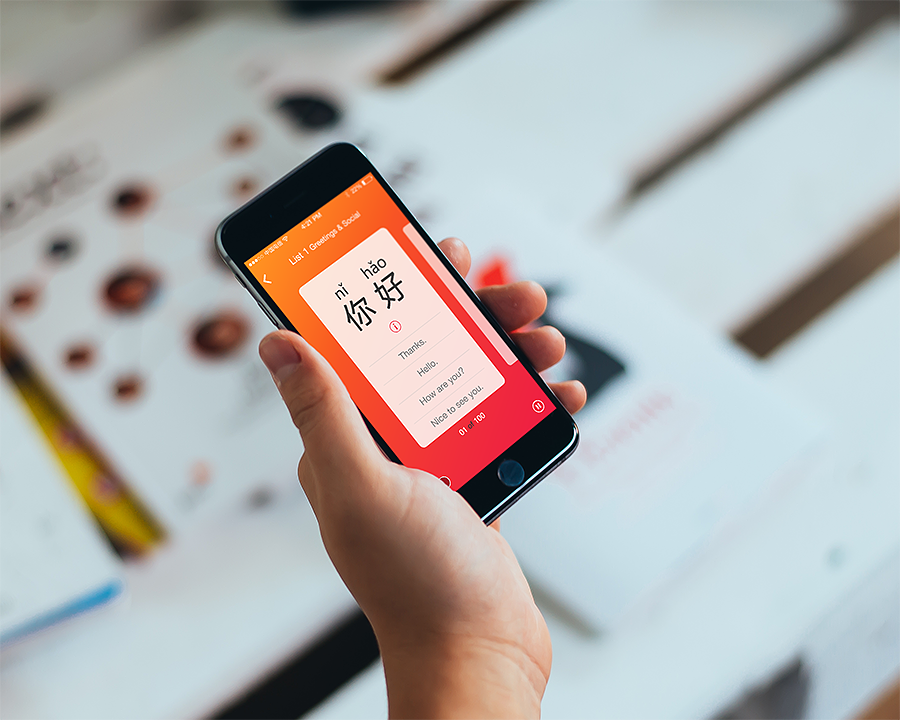 4:21 PM
22%
List 1 Greetings & Social
nǐ hǎo
你好
Thanks.
Hello.
How are you?
Nice to see you.
01 of 100